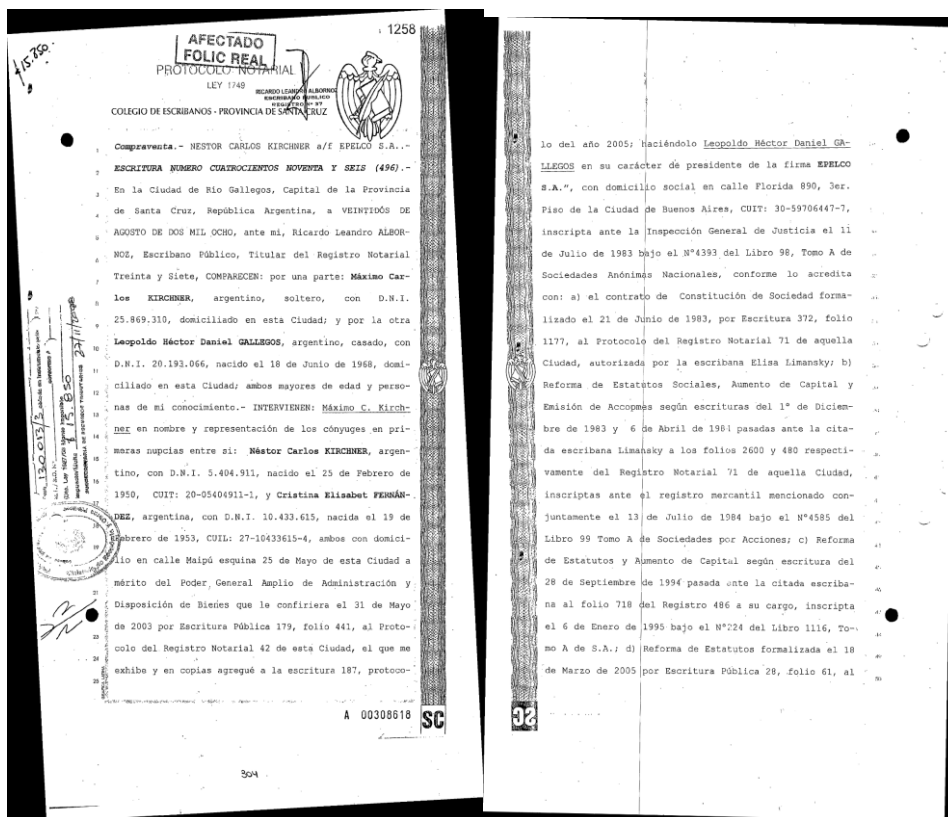 $15.850.
1258
AFECTADO
FOLIO REAL
PROTOCOLO NOTARIAL
LEY 1749
RICARDO LEANDRO ALBORNOZ
ESCRIBANO PUBLICO
REGISTRO Nº 37
COLEGIO DE ESCRIBANOS - PROVINCIA DE SANTA CRUZ
Compraventa.- NESTOR CARLOS KIRCHNER a/f EPELCO S.A..-
ESCRITURA NUMERO CUATROCIENTOS NOVENTA Y SEIS (496).-
En la Ciudad de Río Gallegos, Capital de la Provincia
de Santa Cruz, República Argentina, a VEINTIDÓS DE
AGOSTO DE DOS MIL OCHO, ante mi, Ricardo Leandro ALBOR-
NOZ, Escribano Público, Titular del Registro Notarial
Treinta y Siete, COMPARECEN: por una parte: Máximo Car-
los KIRCHNER, argentino, soltero, con D.N.I.
25.869.310, domiciliado en esta Ciudad; y por la otra
Leopoldo Héctor Daniel GALLEGOS, argentino, casado, con
D.N.I. 20.193.066, nacido el 18 de Junio de 1968, domi-
ciliado en esta Ciudad; ambos mayores de edad y perso-
nas de mi conocimiento.- INTERVIENEN: Máximo C. Kirch-
ner en nombre y representación de los cónyuges en pri-
meras nupcias entre si: Néstor Carlos KIRCHNER, argen-
tino, con D.N.I. 5.404.911, nacido el 25 de Febrero de
1950, CUIT: 20-05404911-1, y Cristina Elisabet FERNÁN-
DEZ, argentina, con D.N.I. 10.433.615, nacida el 19 de
Febrero de 1953, CUIL: 27-10433615-4, ambos con domici-
lio en calle Maipú esquina 25 de Mayo de esta Ciudad a
mérito del Poder General Amplio de Administración y
Disposición de Bienes que le confiriera el 31 de Mayo
de 2003 por Escritura Pública 179, folio 441, al Proto-
colo del Registro Notarial 42 de esta Ciudad, el que me
exhibe y en copias agregué a la escritura 187, protoco-
A 00308618
SC
304
lo del año 2005; haciéndolo Leopoldo Héctor Daniel GA-
LLEGOS en su carácter de presidente de la firma EPELCO
S.A.", con domicilio social en calle Florida 890, 3er.
Piso de la Ciudad de Buenos Aires, CUIT: 30-59706447-7,
inscripta ante la Inspección General de Justicia el 11
de Julio de 1983 bajo el N°4393 del Libro 98, Tomo A de
Sociedades Anónimas Nacionales, conforme lo acredita
con: a) el contrato de Constitución de Sociedad forma-
lizado el 21 de Junio de 1983, por Escritura 372, folio
1177, al Protocolo del Registro Notarial 71 de aquella
Ciudad, autorizada por la escribana Elisa Limansky; b)
Reforma de Estatutos Sociales, Aumento de Capital y
Emisión de Accopmes según escrituras del 1° de Diciem-
bre de 1983 y 6 de Abril de 1984 pasadas ante la cita-
da escribana Limansky a los folios 2600 y 480 respecti-
vamente del Registro Notarial 71 de aquella Ciudad,
inscriptas ante el registro mercantil mencionado con-
juntamente el 13 de Julio de 1984 bajo el N°4585 del
Libro 99 Tomo A de Sociedades por Acciones; c) Reforma
de Estatutos y Aumento de Capital según escritura del
28 de Septiembre de 1994 pasada ante la citada escriba-
na al folio 718 del Registro 486 a su cargo, inscripta
el 6 de Enero de 1995 bajo el N°224 del Libro 1116, To-
mo A de S.A.; d) Reforma de Estatutos formalizada el 18
de Marzo de 2005 por Escritura Pública 28, folio 61, al
SC